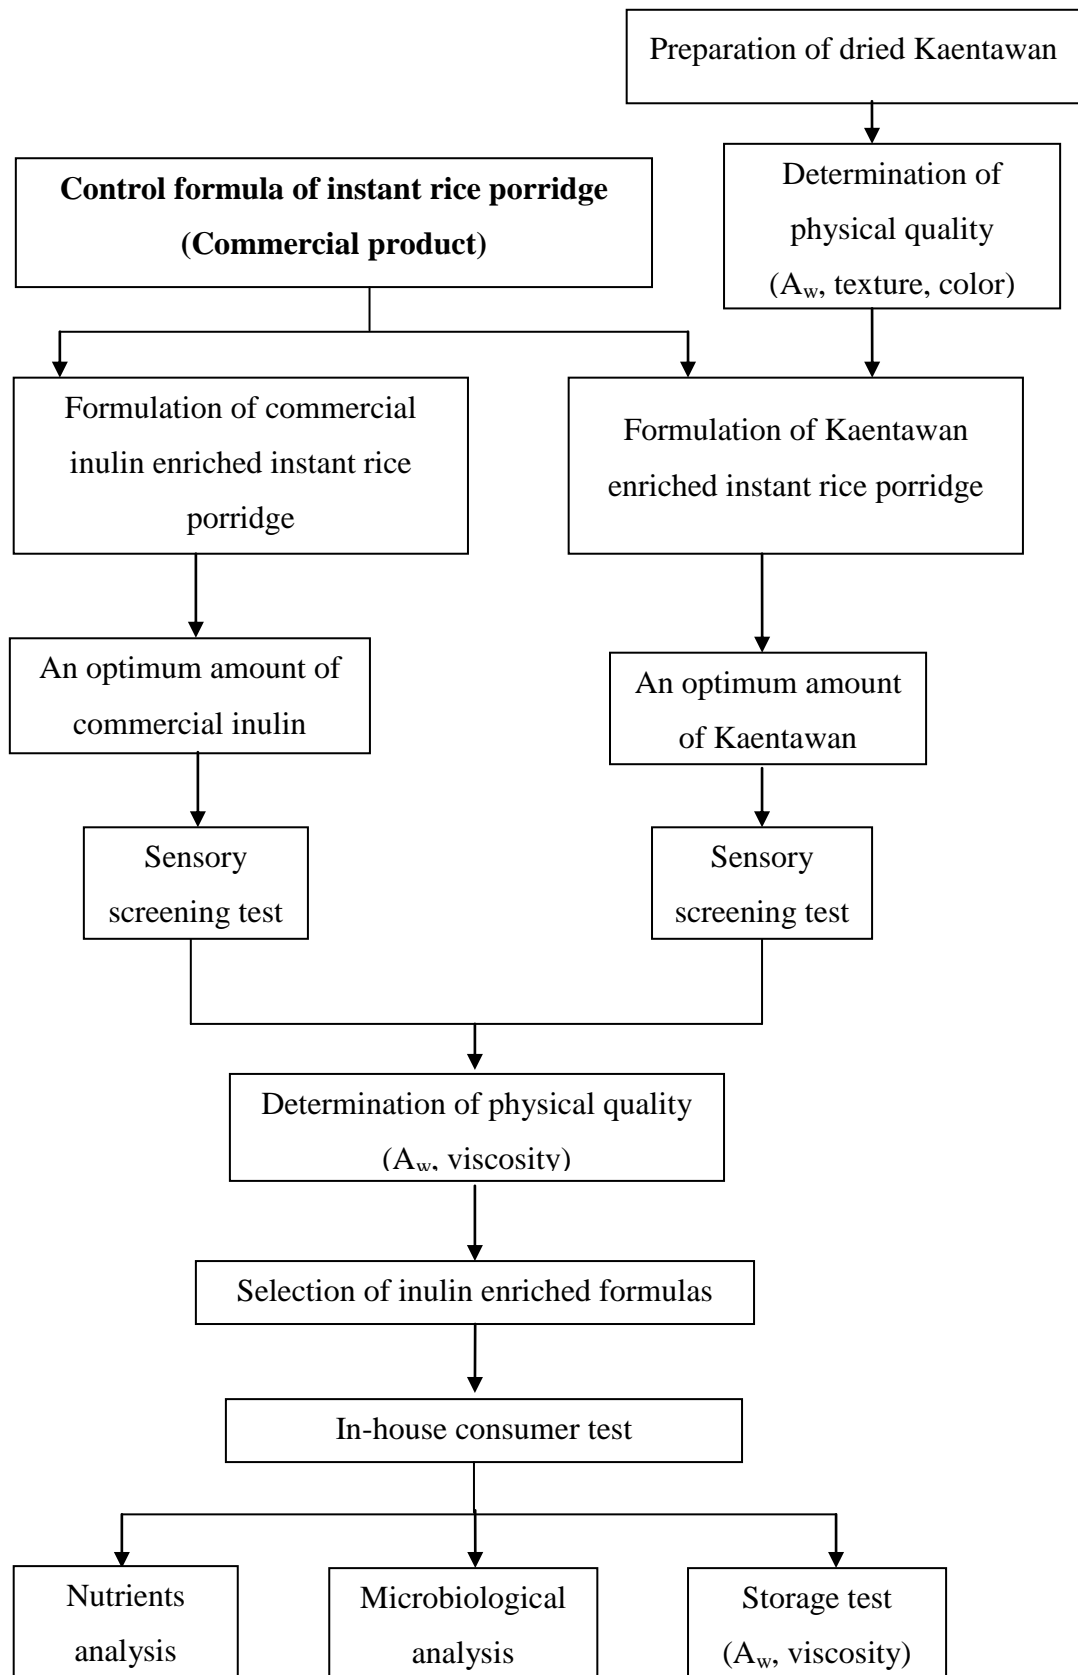 Preparation of dried Kaentawan
Control formula of instant rice porridge
(Commercial product)
Determination of
physical quality
(Aw, texture, color)
Formulation of commercial
inulin enriched instant rice
porridge
Formulation of Kaentawan
enriched instant rice porridge
An optimum amount of
commercial inulin
An optimum amount
of Kaentawan
Sensory
screening test
Sensory
screening test
Determination of physical quality
(Aw, viscosity)
Selection of inulin enriched formulas
In-house consumer test
Nutrients
analysis
Microbiological
analysis
Storage test
(Aw, viscosity)